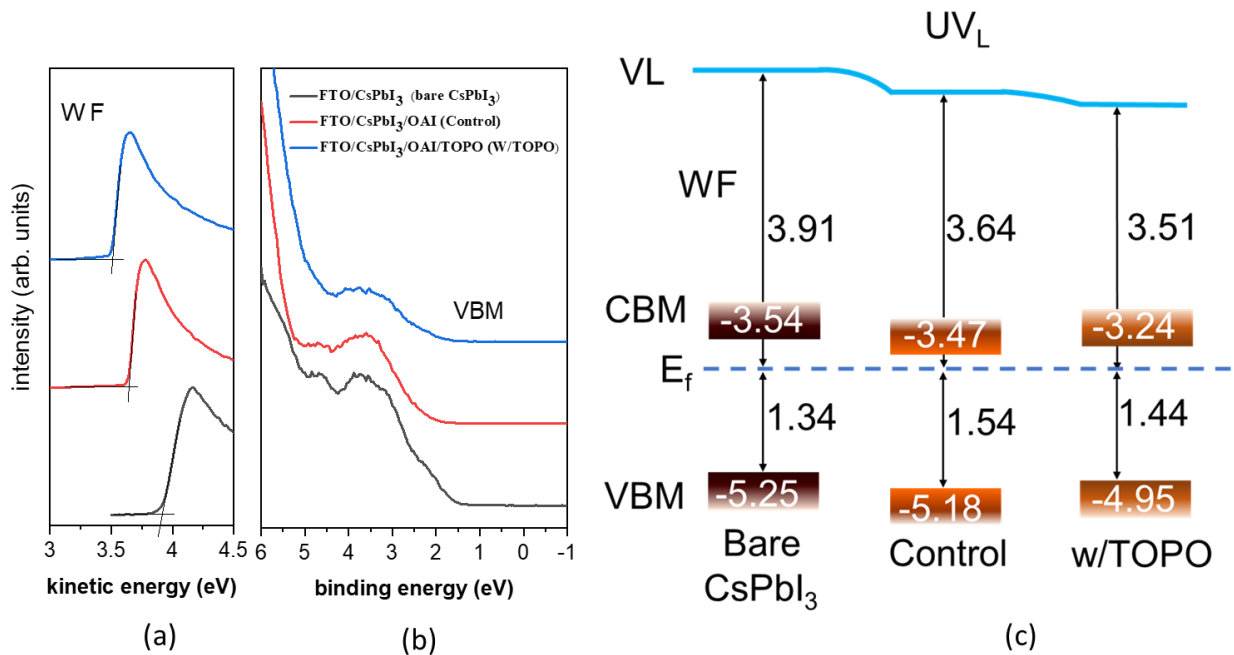 WF
intensity (arb. units)
3 3.5 4 4.5
kinetic energy (eV)
(a)
FTO/CsPbI₃ (bare CsPbI₃)
FTO/CsPbI₃/OAI (Control)
FTO/CsPbI₃/OAI/TOPO (W/TOPO)
VBM
6 5 4 3 2 1 0 -1
binding energy (eV)
(b)
UV_L
VL
WF
3.91 3.64 3.51
CBM -3.54 -3.47 -3.24
E_f
1.34 1.54 1.44
VBM -5.25 -5.18 -4.95
Bare
CsPbI₃
Control
w/TOPO
(c)